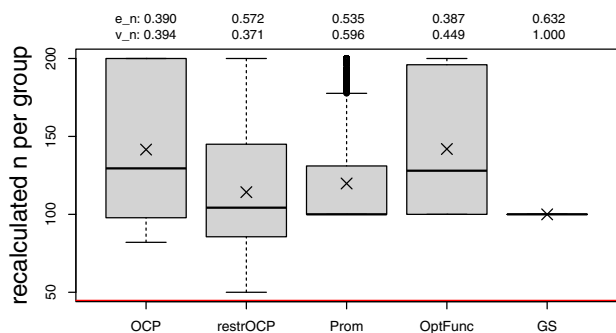 e_n: 0.390 0.572 0.535 0.387 0.632
v_n: 0.394 0.371 0.596 0.449 1.000
recalculated n per group
200
150
100
50
OCP restrOCP Prom OptFunc GS